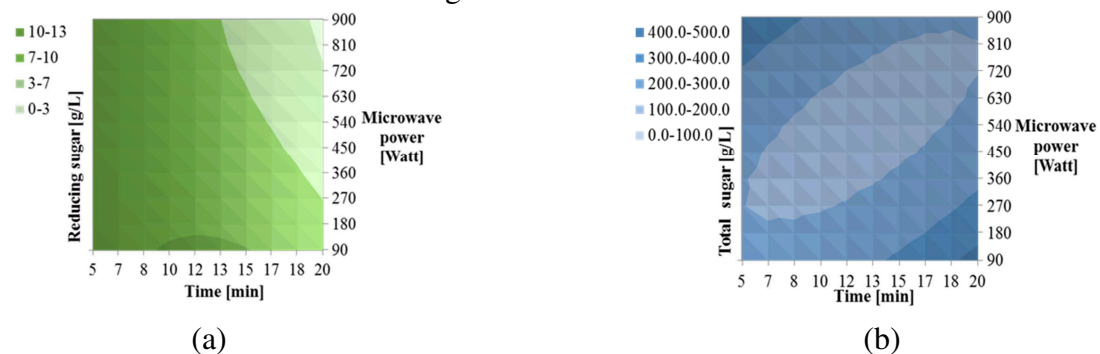 10-13
7-10
3-7
0-3
Reducing sugar [g/L]
900
810
720
630
540
450
360
270
180
90
Microwave
power
[Watt]
5 7 8 10 12 13 15 17 18 20
Time [min]
(a)
400.0-500.0
300.0-400.0
200.0-300.0
100.0-200.0
0.0-100.0
Total sugar [g/L]
900
810
720
630
540
450
360
270
180
90
Microwave
power
[Watt]
5 7 8 10 12 13 15 17 18 20
Time [min]
(b)